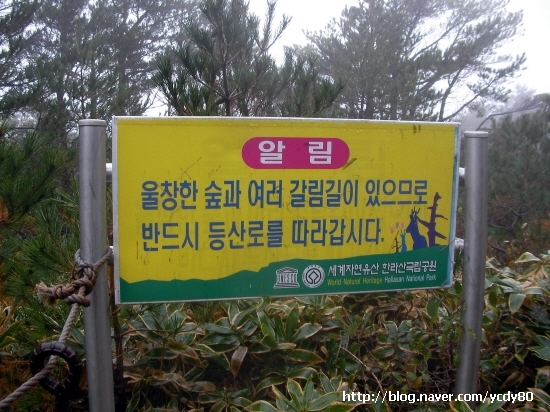 알 림
울창한 숲과 여러 갈림길이 있으므로
반드시 등산로를 따라갑시다.
세계자연유산 한라산국립공원
World Natural Heritage Hallasan National Park
http://blog.naver.com/ycdy80